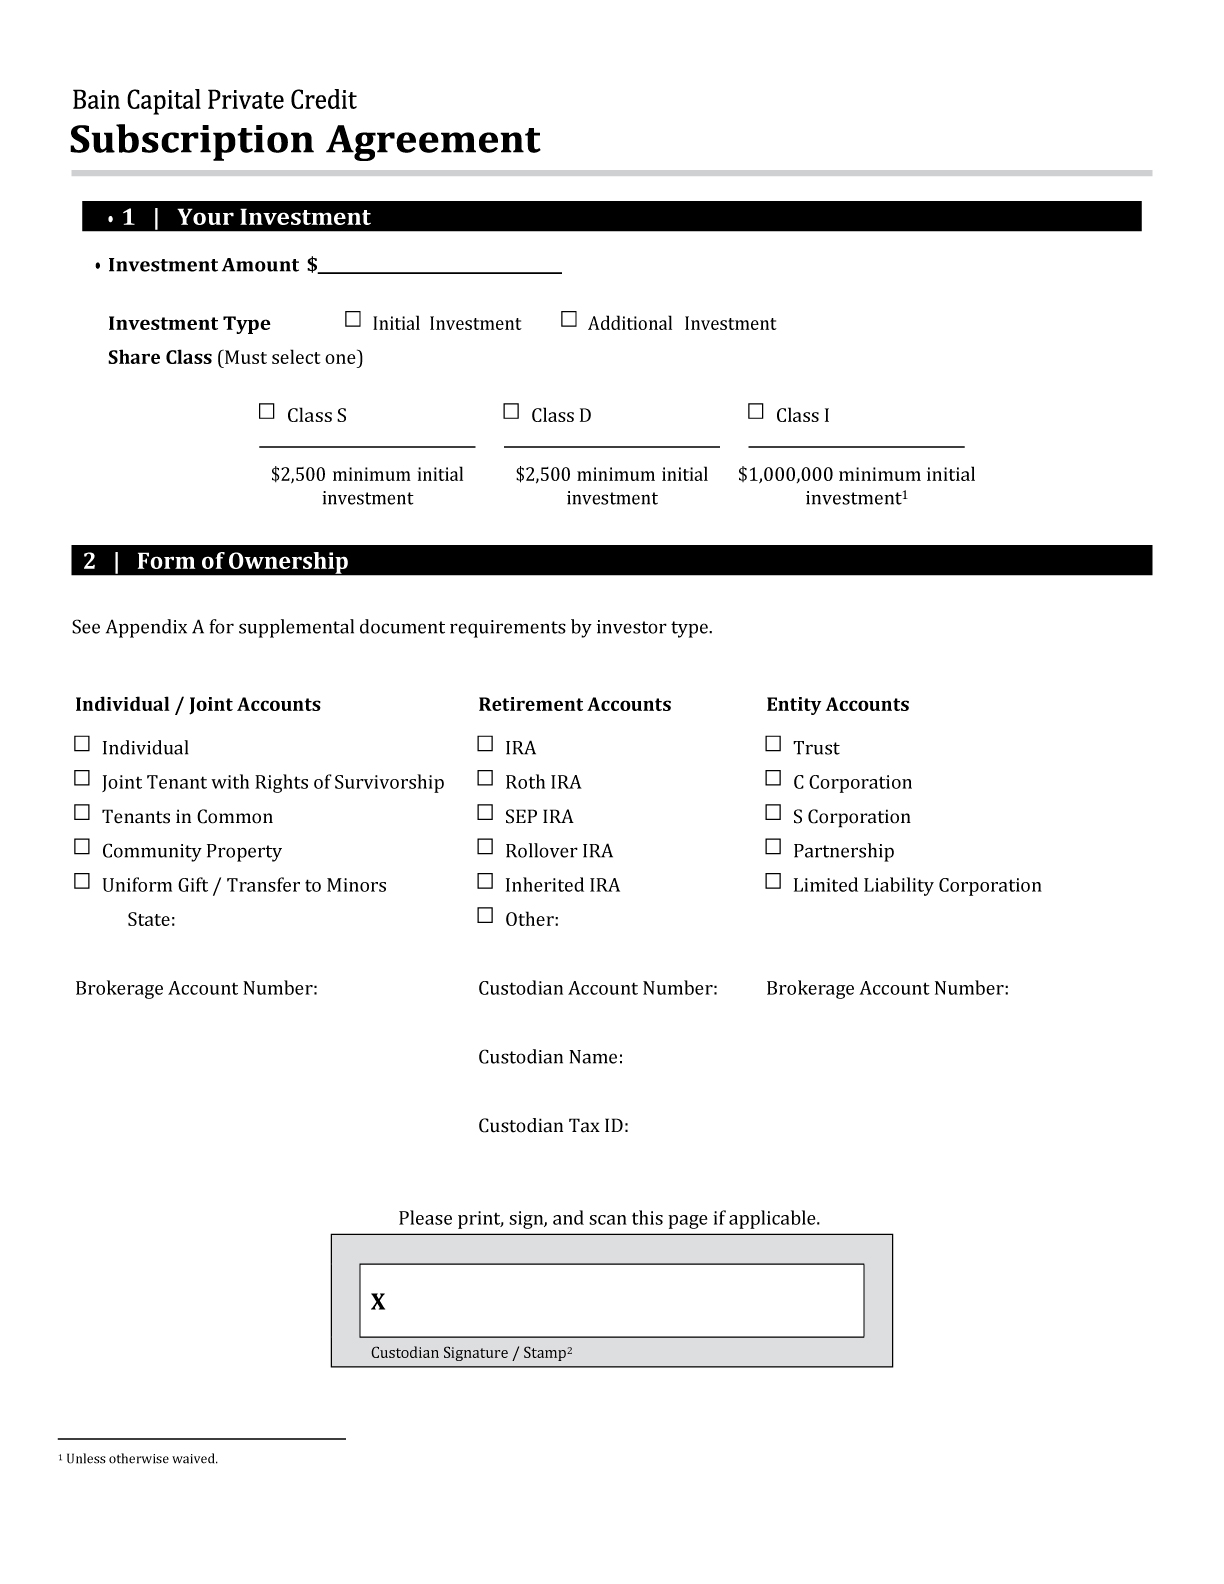 Bain Capital Private Credit
Subscription Agreement
• 1 | Your Investment
• Investment Amount $
Investment Type ☐ Initial Investment ☐ Additional Investment
Share Class (Must select one)
☐ Class S ☐ Class D ☐ Class I
$2,500 minimum initial investment
$2,500 minimum initial investment
$1,000,000 minimum initial investment¹
2 | Form of Ownership
See Appendix A for supplemental document requirements by investor type.
Individual / Joint Accounts
☐ Individual
☐ Joint Tenant with Rights of Survivorship
☐ Tenants in Common
☐ Community Property
☐ Uniform Gift / Transfer to Minors
State:
Brokerage Account Number:
Retirement Accounts
☐ IRA
☐ Roth IRA
☐ SEP IRA
☐ Rollover IRA
☐ Inherited IRA
☐ Other:
Custodian Account Number:
Custodian Name:
Custodian Tax ID:
Entity Accounts
☐ Trust
☐ C Corporation
☐ S Corporation
☐ Partnership
☐ Limited Liability Corporation
Brokerage Account Number:
Please print, sign, and scan this page if applicable.
X
Custodian Signature / Stamp²
¹ Unless otherwise waived.